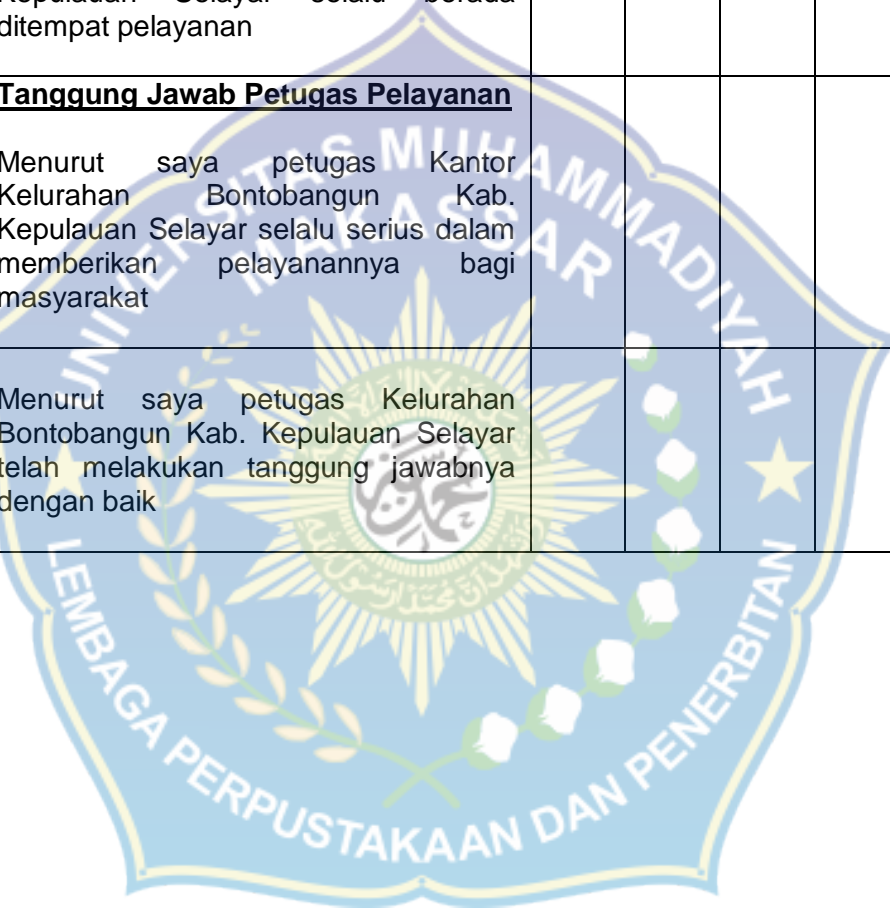 Kepulauan Selayar selalu berada
ditempat pelayanan
Tanggung Jawab Petugas Pelayanan
Menurut saya petugas Kantor
Kelurahan Bontobangun Kab.
Kepulauan Selayar selalu serius dalam
memberikan pelayanannya bagi
masyarakat
Menurut saya petugas Kelurahan
Bontobangun Kab. Kepulauan Selayar
telah melakukan tanggung jawabnya
dengan baik
UNIVERSITAS MUHAMMADIYAH
MAKASSAR
LEMBAGA PERPUSTAKAAN DAN PENERBITAN